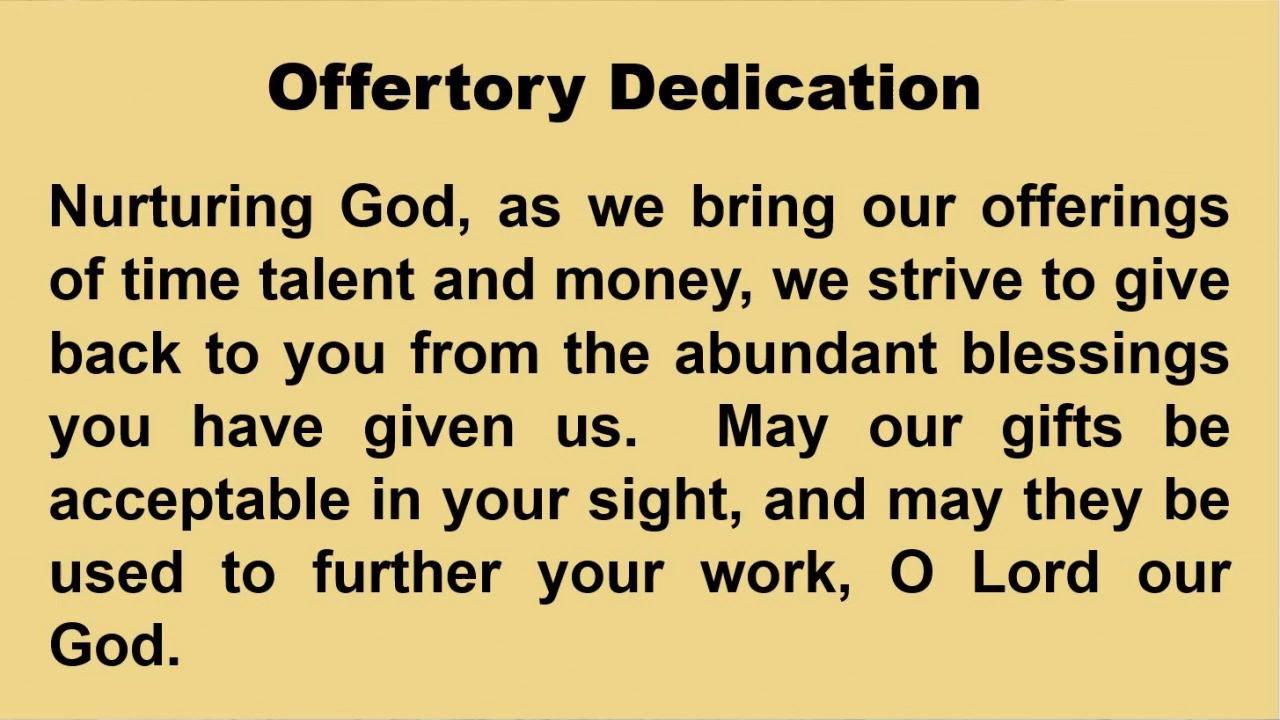 Offertory Dedication
Nurturing God, as we bring our offerings
of time talent and money, we strive to give
back to you from the abundant blessings
you have given us.  May our gifts be
acceptable in your sight, and may they be
used to further your work, O Lord our
God.